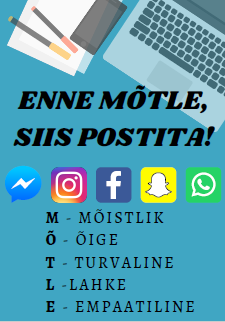 ENNE MÕTLE,
SIIS POSTITA!
M - MÕISTLIK
Õ - ÕIGE
T - TURVALINE
L -LAHKE
E - EMPAATILINE